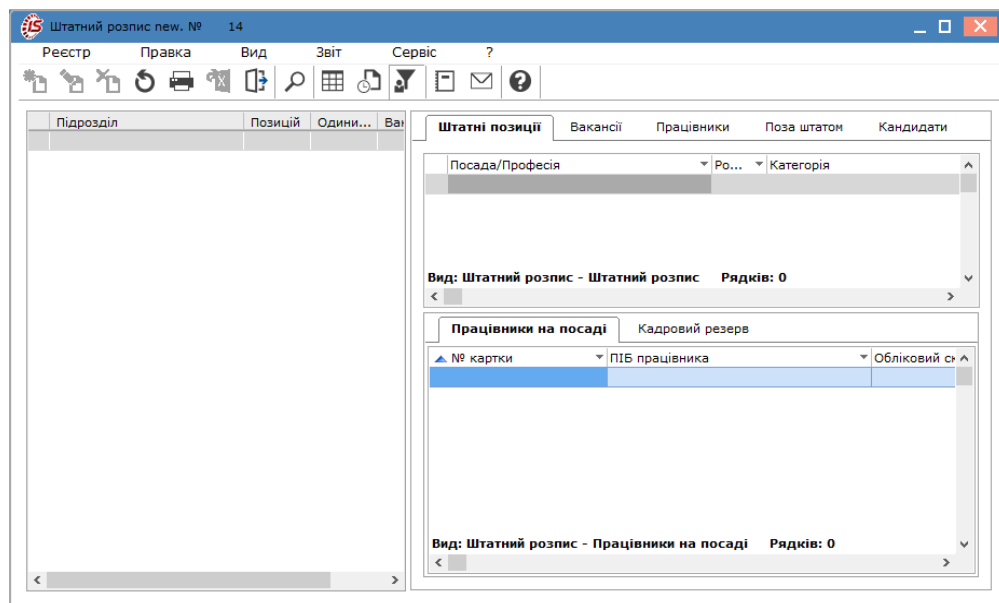 Штатний розпис new. № 14
Реєстр Правка Вид Звіт Сервіс ?
Підрозділ Позицій Одини... Ван
Штатні позиції Вакансії Працівники Поза штатом Кандидати
Посада/Професія Ро... Категорія
Вид: Штатний розпис - Штатний розпис Рядків: 0
Працівники на посаді Кадровий резерв
№ картки ПІБ працівника Обліковий ск
Вид: Штатний розпис - Працівники на посаді Рядків: 0